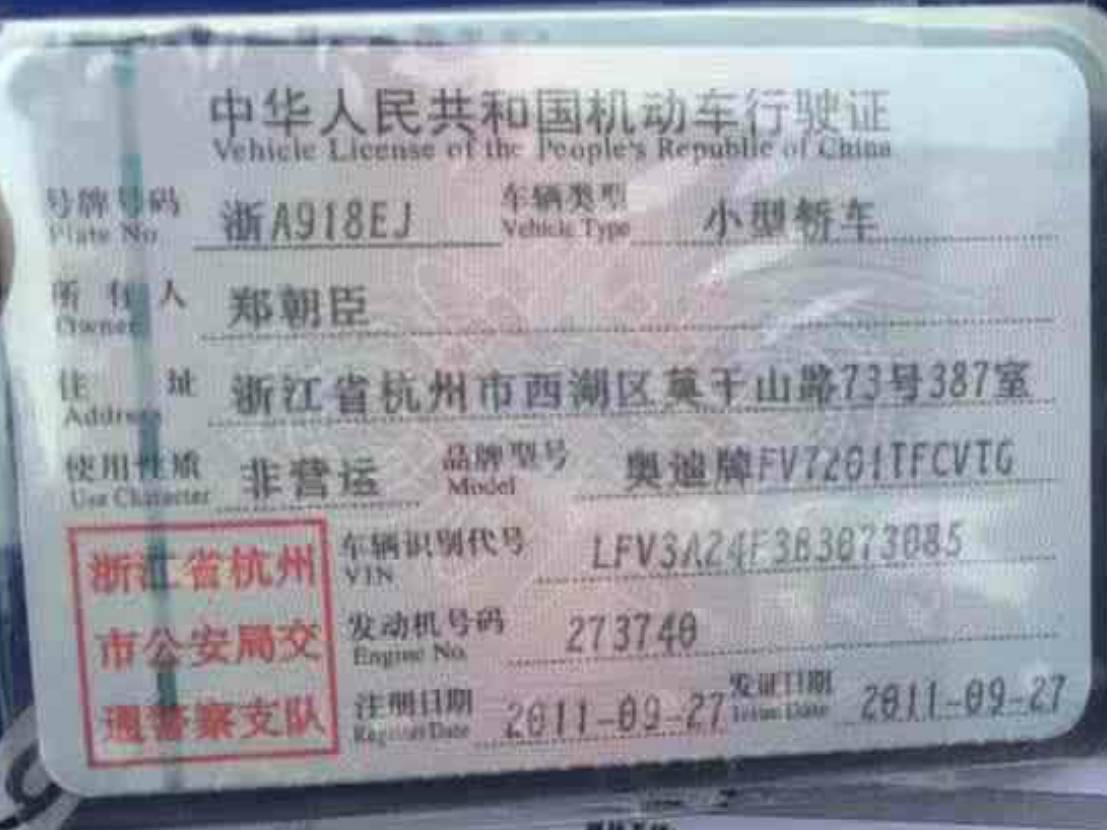 中华人民共和国机动车行驶证
Vehicle License of the People's Republic of China
号牌号码 浙A918EJ 车辆类型 小型轿车
Plate No. Vehicle Type
所有人 郑朝臣
Owner
住址 浙江省杭州市西湖区莫干山路73号387室
Address
使用性质 非营运 品牌型号 奥迪牌FV7201TFCVTG
Use Character Model
浙江省杭州 车辆识别代号 LFV3A24F3B3073085
VIN
市公安局交 发动机号码 273740
Engine No.
通警察支队 注册日期 2011-09-27 发证日期 2011-09-27
Register Date Issue Date